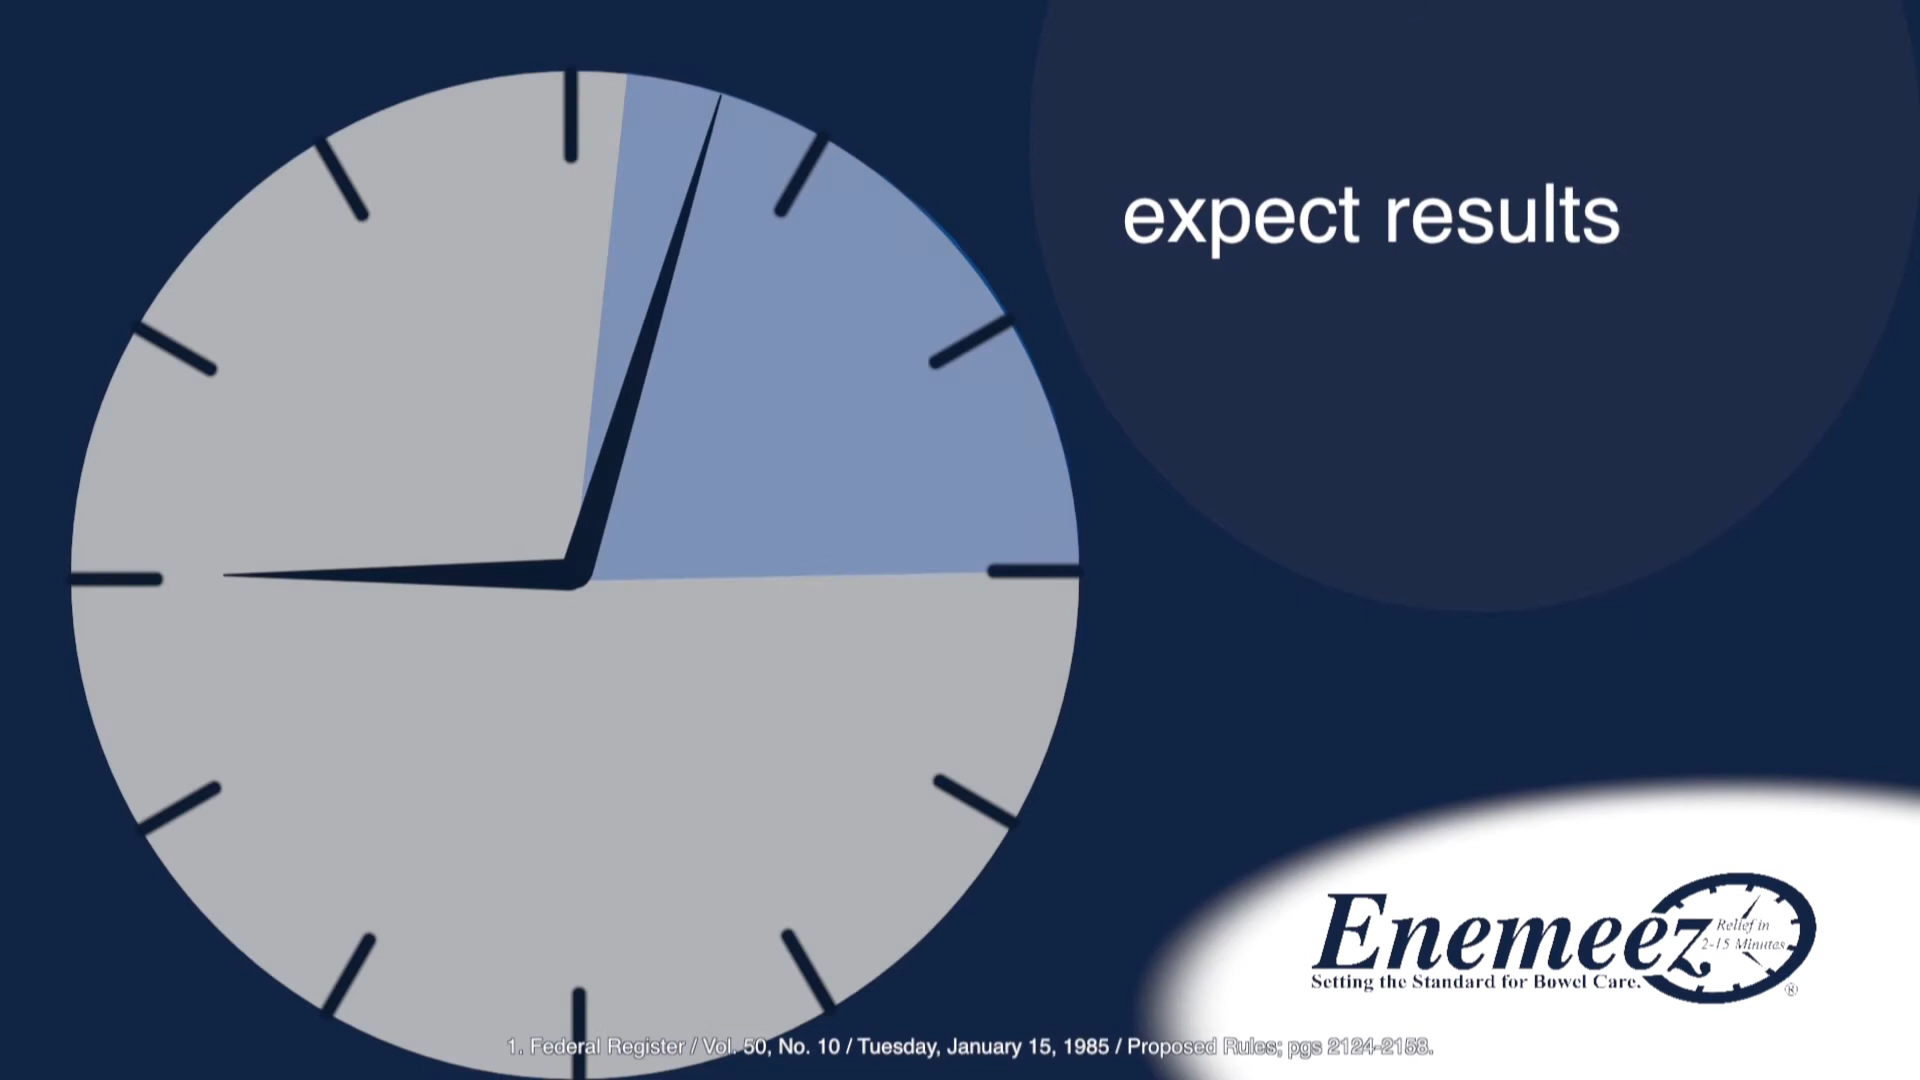 expect results
Enemeez
Relief in
2-15 Minutes
Setting the Standard for Bowel Care.
®
1. Federal Register / Vol. 50, No. 10 / Tuesday, January 15, 1985 / Proposed Rules; pgs 2124-2158.